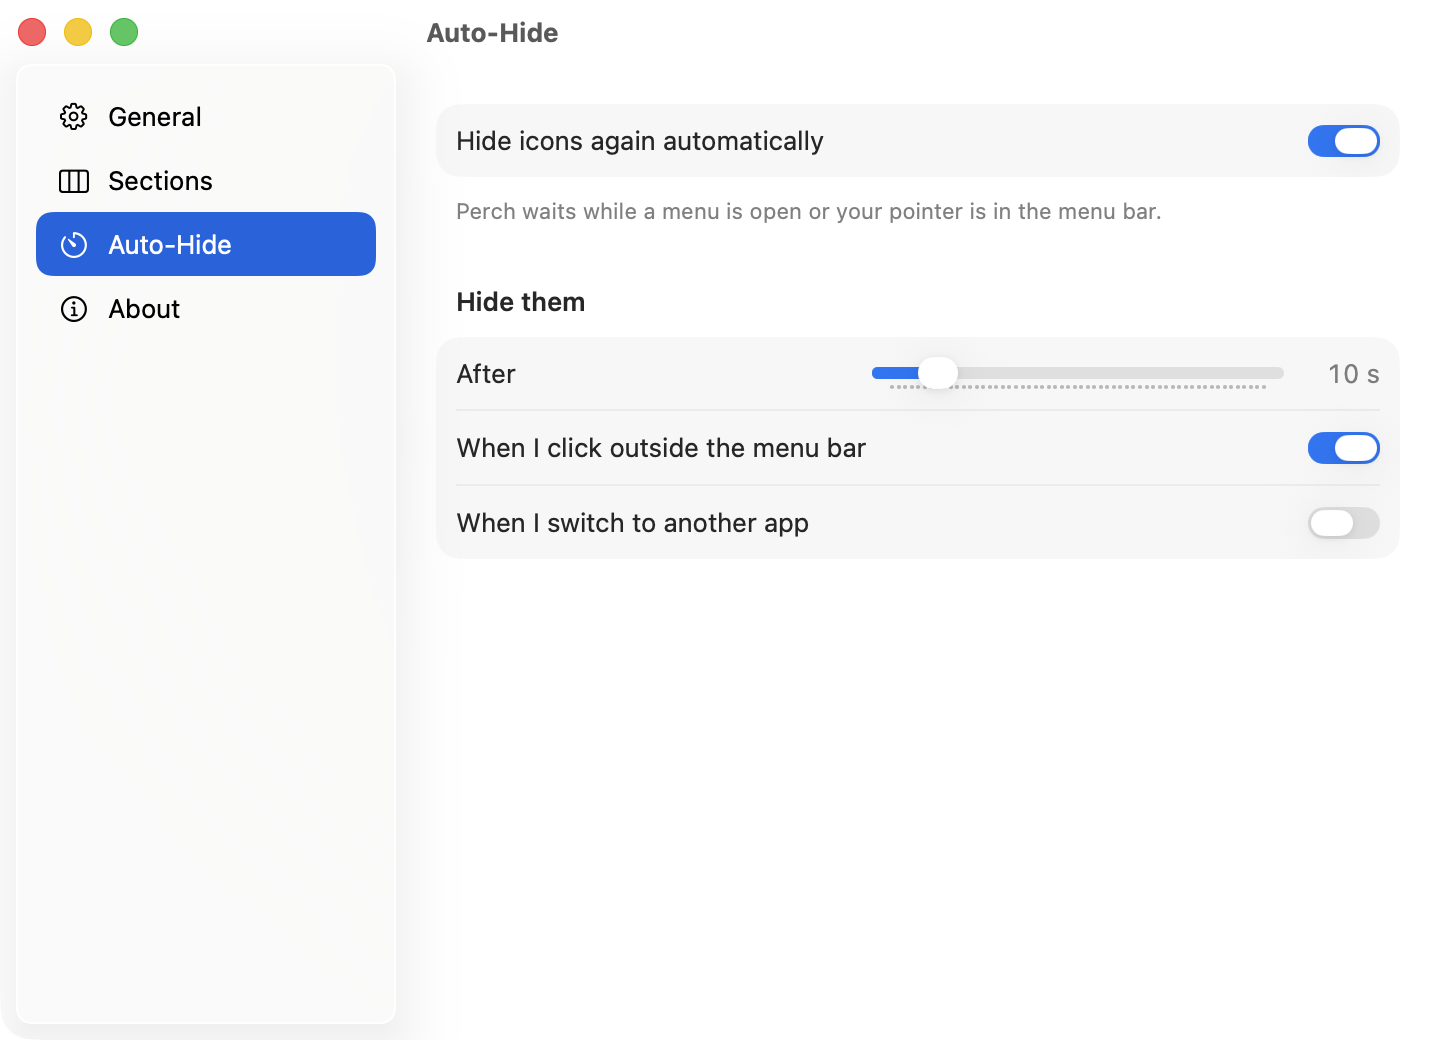 Auto-Hide
General
Sections
Auto-Hide
About
Hide icons again automatically
Perch waits while a menu is open or your pointer is in the menu bar.
Hide them
After 10 s
When I click outside the menu bar
When I switch to another app